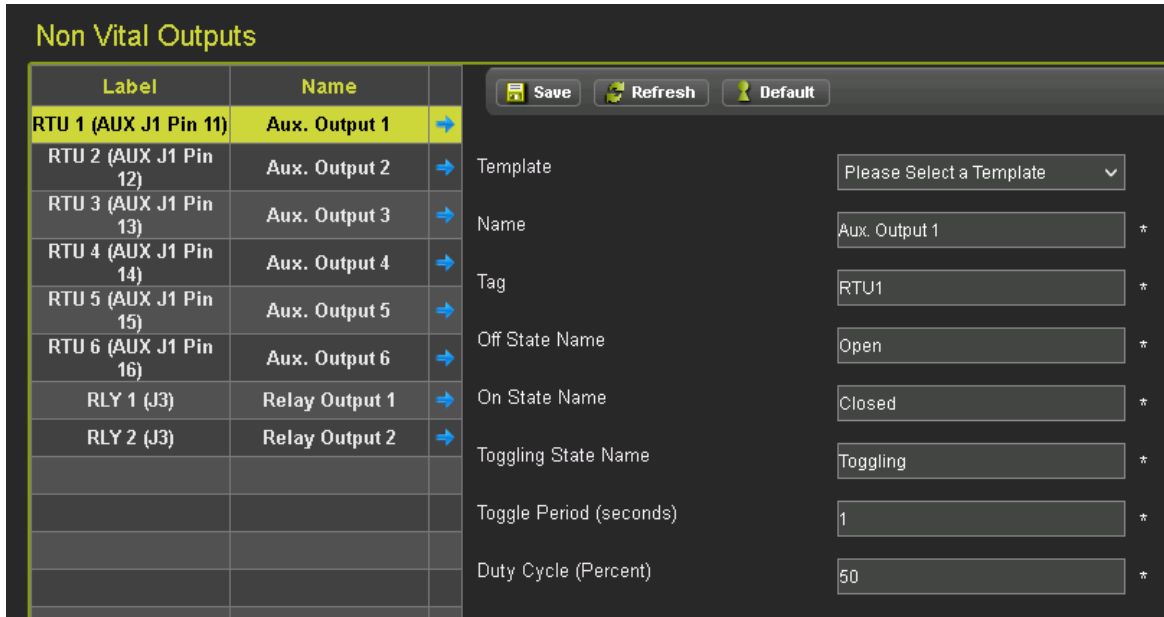 Non Vital Outputs
Label Name
RTU 1 (AUX J1 Pin 11) Aux. Output 1
RTU 2 (AUX J1 Pin
12) Aux. Output 2
RTU 3 (AUX J1 Pin
13) Aux. Output 3
RTU 4 (AUX J1 Pin
14) Aux. Output 4
RTU 5 (AUX J1 Pin
15) Aux. Output 5
RTU 6 (AUX J1 Pin
16) Aux. Output 6
RLY 1 (J3) Relay Output 1
RLY 2 (J3) Relay Output 2
Save Refresh Default
Template Please Select a Template
Name Aux. Output 1 *
Tag RTU1 *
Off State Name Open *
On State Name Closed *
Toggling State Name Toggling *
Toggle Period (seconds) 1 *
Duty Cycle (Percent) 50 *